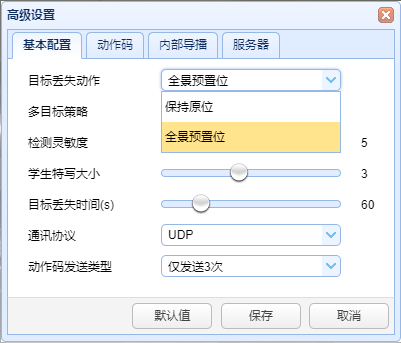 高级设置
基本配置 动作码 内部导播 服务器
目标丢失动作 全景预置位
保持原位
多目标策略
全景预置位
检测灵敏度 5
学生特写大小 3
目标丢失时间(s) 60
通讯协议 UDP
动作码发送类型 仅发送3次
默认值 保存 取消